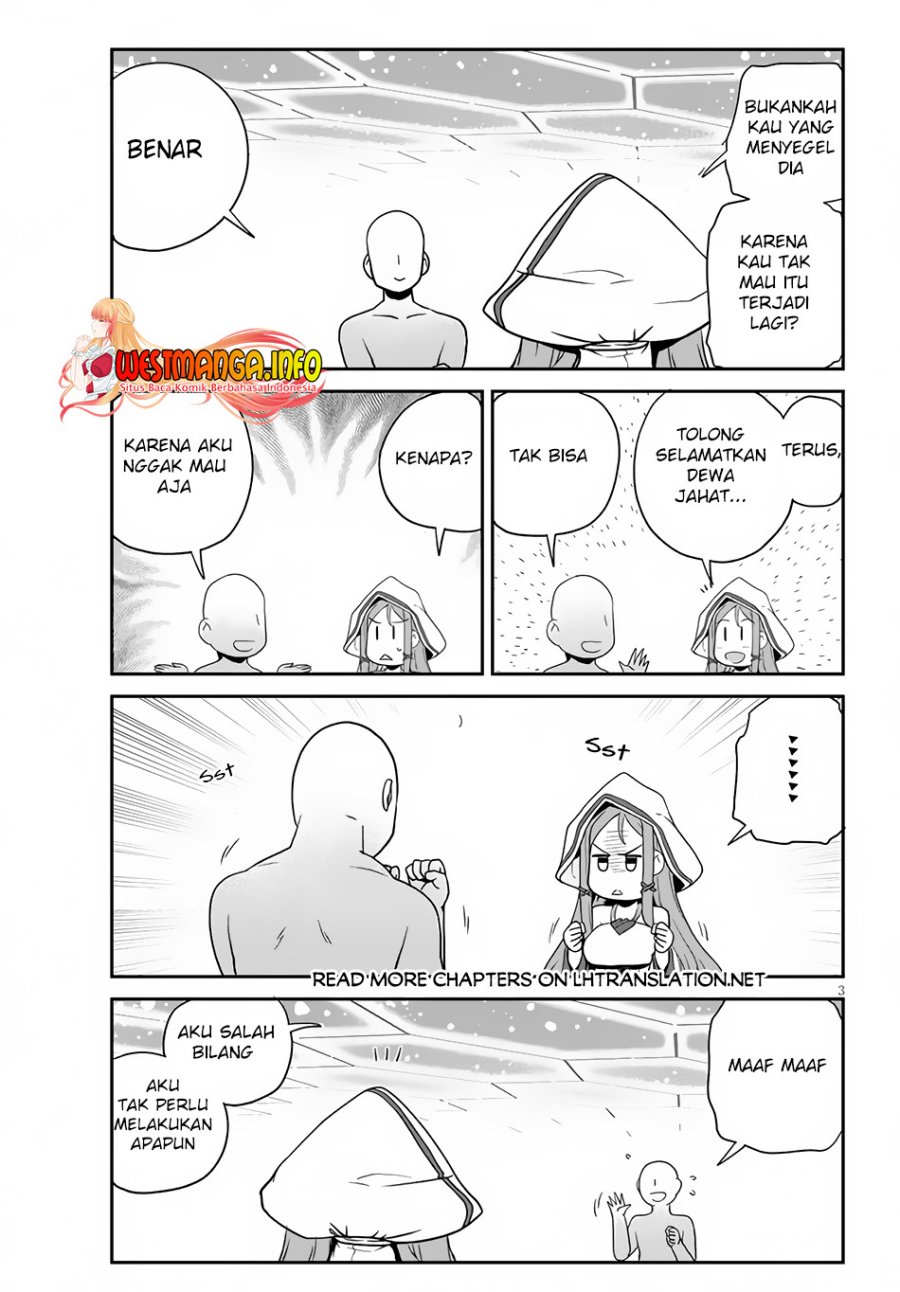 BUKANKAH
KAU YANG
MENYEGEL
DIA
KARENA
KAU TAK
MAU ITU
TERJADI
LAGI?
BENAR
WESTMANGA.INFO
Situs Baca Komik Berbahasa Indonesia
TERUS,
TOLONG
SELAMATKAN
DEWA
JAHAT...
TAK BISA
KENAPA?
KARENA AKU
NGGAK MAU
AJA
Sst
Sst
READ MORE CHAPTERS ON LHTRANSLATION.NET
3
MAAF MAAF
AKU SALAH
BILANG
AKU
TAK PERLU
MELAKUKAN
APAPUN